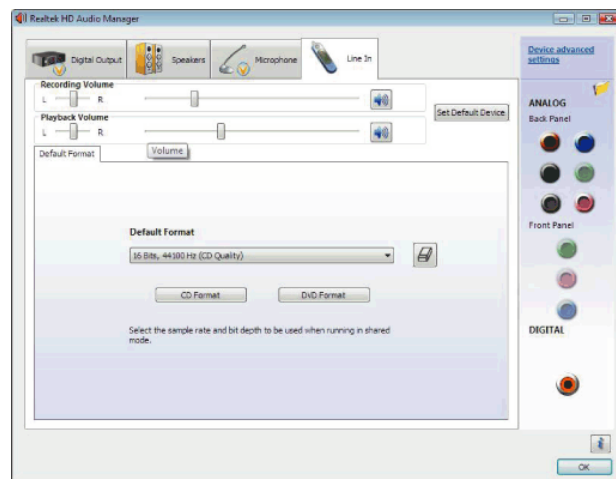 Realtek HD Audio Manager
Digital Output
Speakers
Microphone
Line In
Device advanced settings
Recording Volume
L
R
Set Default Device
Playback Volume
L
R
Volume
Default Format
Default Format
16 Bits, 44100 Hz (CD Quality)
CD Format
DVD Format
Select the sample rate and bit depth to be used when running in shared
mode.
ANALOG
Back Panel
Front Panel
DIGITAL
i
OK